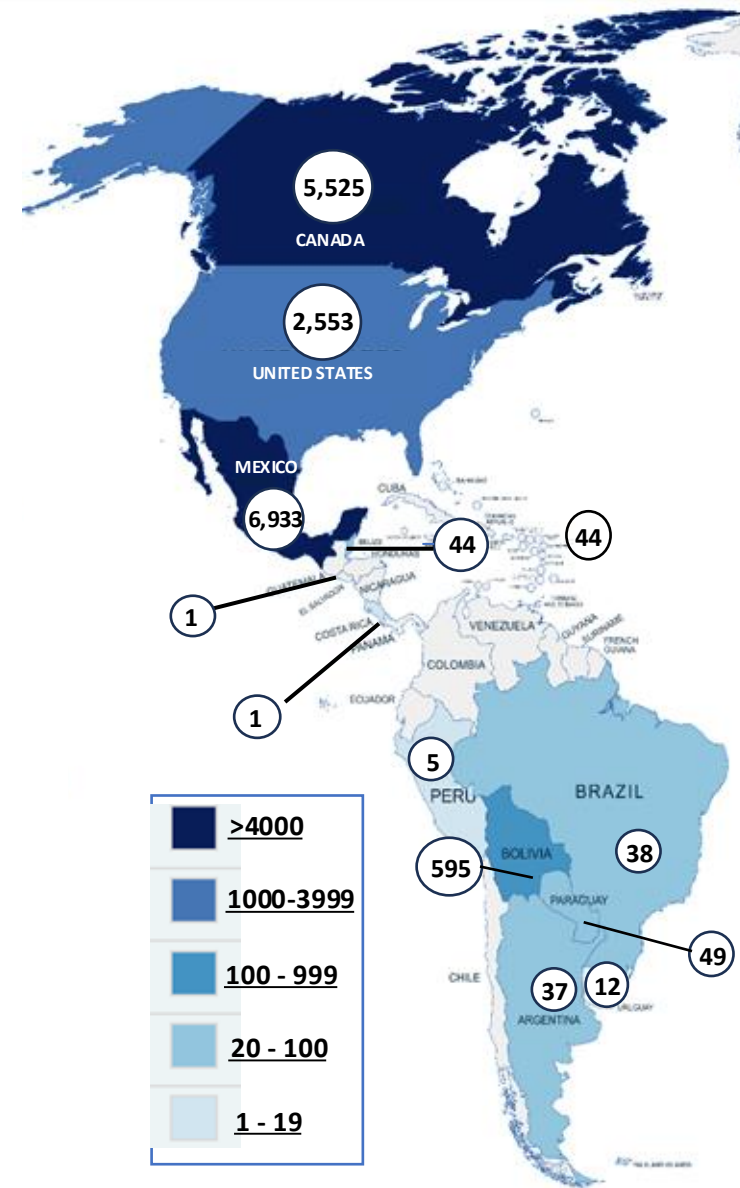 5,525
CANADA
2,553
UNITED STATES
MEXICO
6,933
CUBA
BELIZE
44
44
HONDURAS
GUATEMALA
EL SALVADOR
NICARAGUA
1
COSTA RICA
PANAMA
VENEZUELA
GUYANA
SURINAME
FRENCH
GUIANA
COLOMBIA
1
ECUADOR
5
PERU
BRAZIL
>4000
BOLIVIA
38
595
PARAGUAY
1000-3999
49
100 - 999
CHILE
37
12
URUGUAY
ARGENTINA
20 - 100
1 - 19